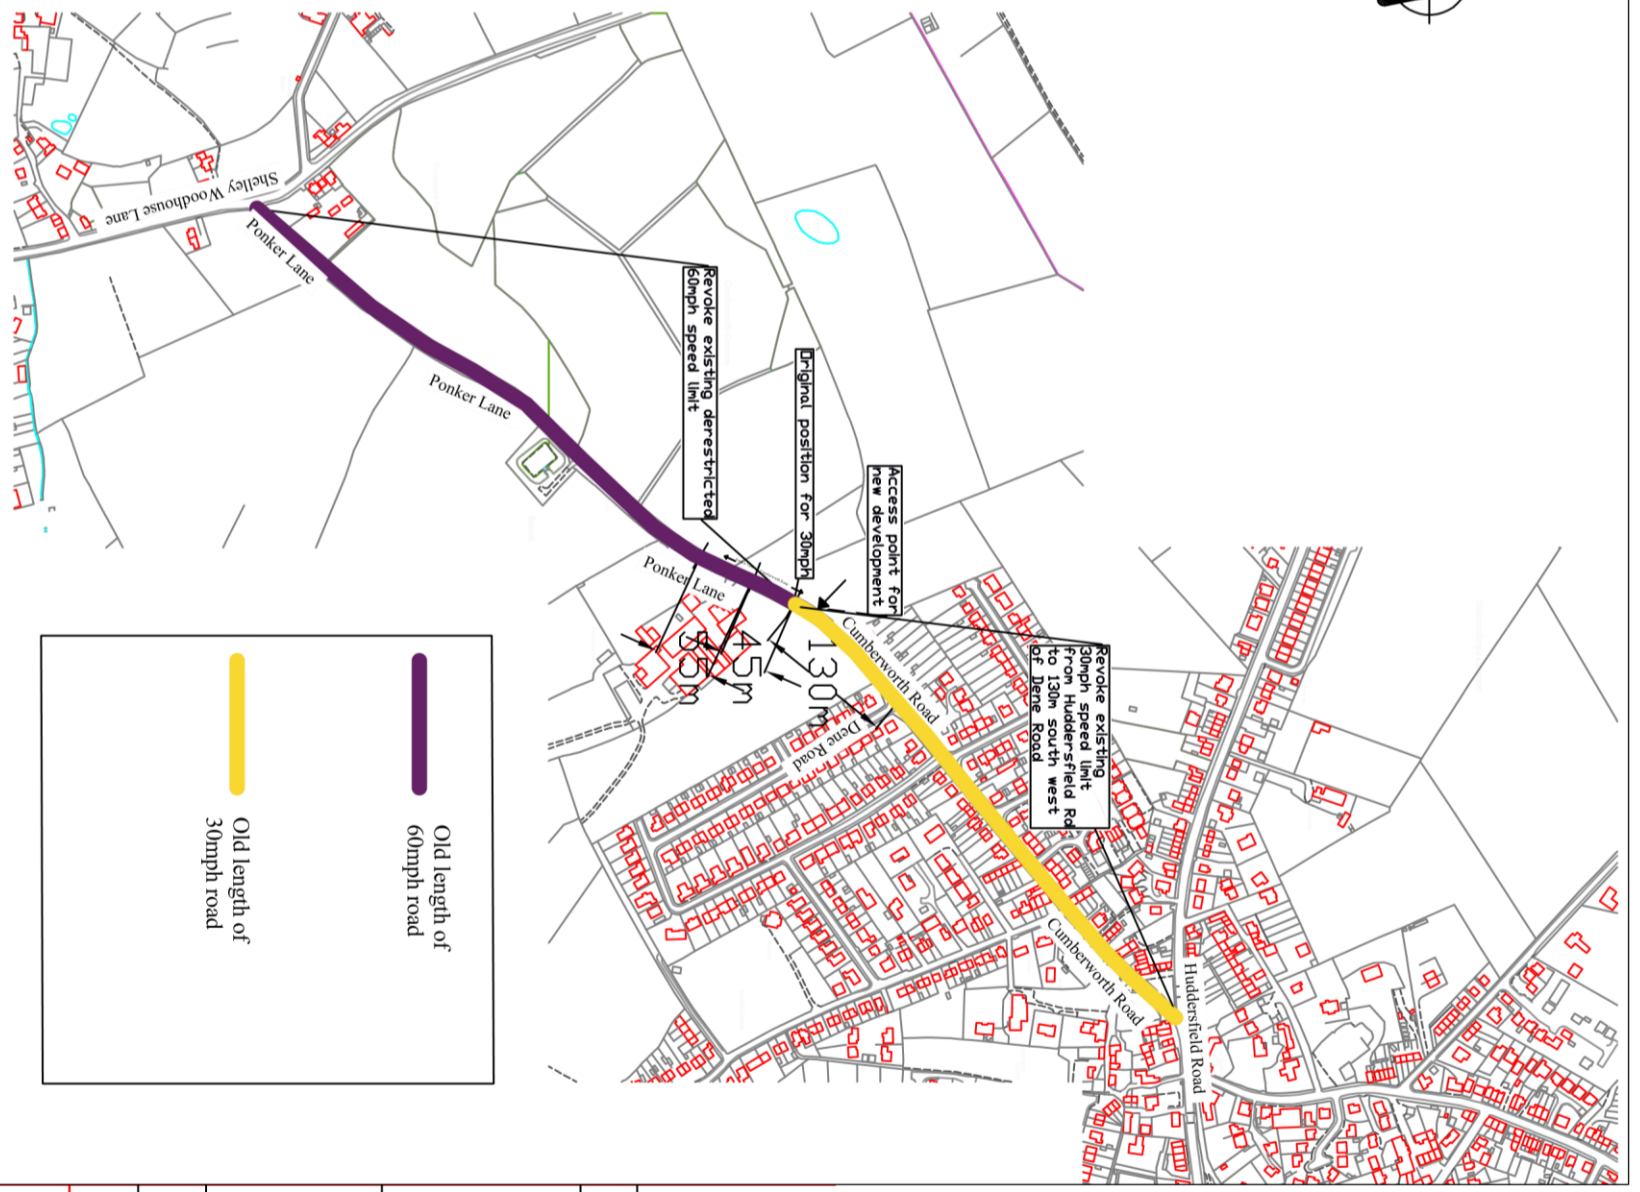 Shelley Woodhouse Lane
Ponker Lane
Ponker Lane
Ponker Lane
Revoke existing derestricted
60mph speed limit
Original position for 30mph
Access point for
new development
Revoke existing
30mph speed limit
from Huddersfield Rd
to 130m south west
of Dene Road
130m
45m
Cumberworth Road
Dene Road
Cumberworth Road
Huddersfield Road
Old length of
60mph road
Old length of
30mph road